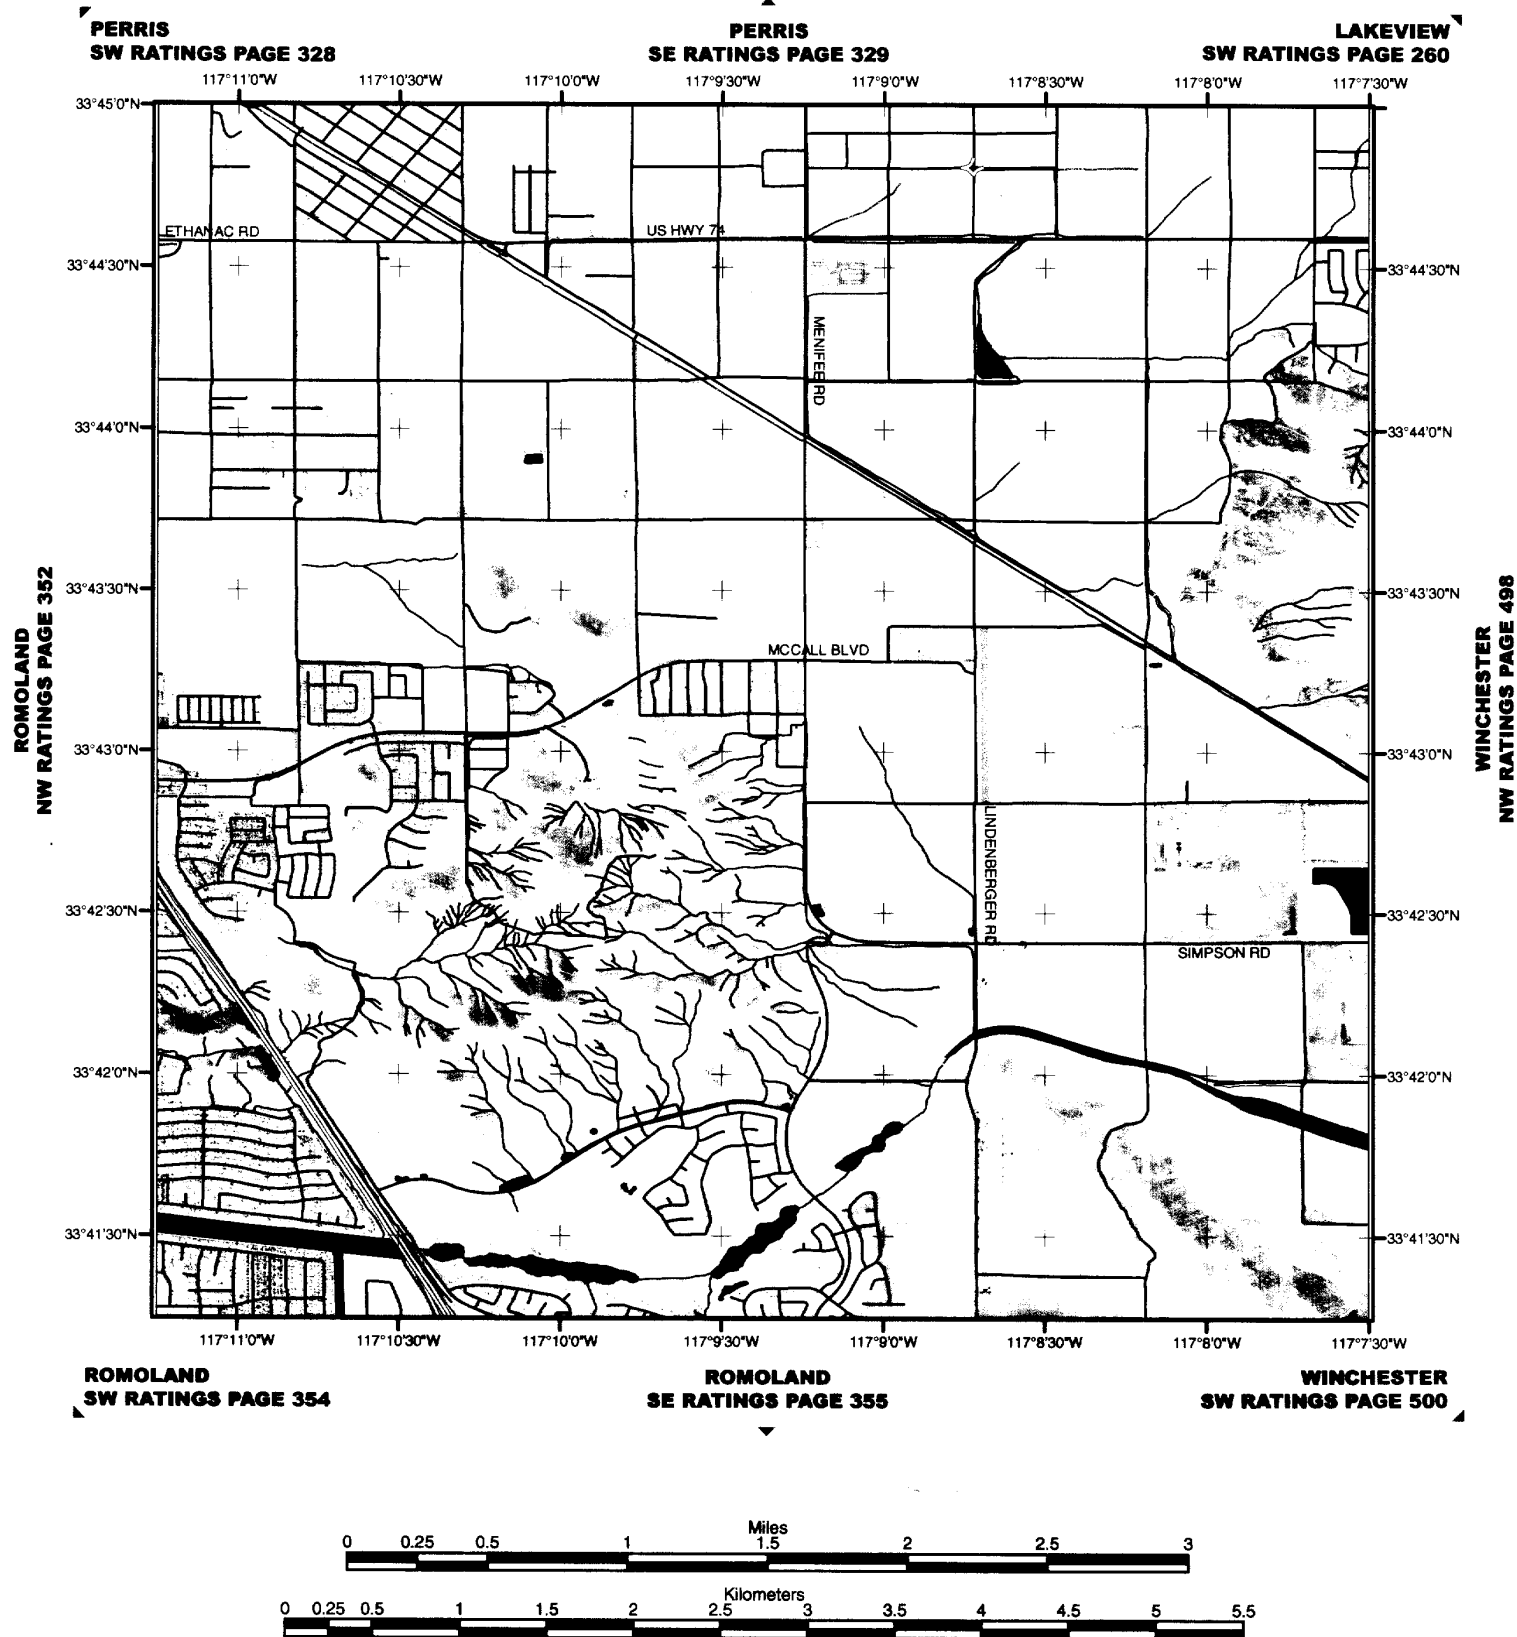 PERRIS
SW RATINGS PAGE 328
PERRIS
SE RATINGS PAGE 329
LAKEVIEW
SW RATINGS PAGE 260
117°11'0"W 117°10'30"W 117°10'0"W 117°9'30"W 117°9'0"W 117°8'30"W 117°8'0"W 117°7'30"W
33°45'0"N
ETHANAC RD
US HWY 74
33°44'30"N
33°44'30"N
MENIFEE RD
33°44'0"N
33°44'0"N
33°43'30"N
33°43'30"N
ROMOLAND
NW RATINGS PAGE 352
WINCHESTER
NW RATINGS PAGE 498
MCCALL BLVD
33°43'0"N
33°43'0"N
LINDENBERGER RD
33°42'30"N
33°42'30"N
SIMPSON RD
33°42'0"N
33°42'0"N
33°41'30"N
33°41'30"N
117°11'0"W 117°10'30"W 117°10'0"W 117°9'30"W 117°9'0"W 117°8'30"W 117°8'0"W 117°7'30"W
ROMOLAND
SW RATINGS PAGE 354
ROMOLAND
SE RATINGS PAGE 355
WINCHESTER
SW RATINGS PAGE 500
Miles
0 0.25 0.5 1 1.5 2 2.5 3
Kilometers
0 0.25 0.5 1 1.5 2 2.5 3 3.5 4 4.5 5 5.5